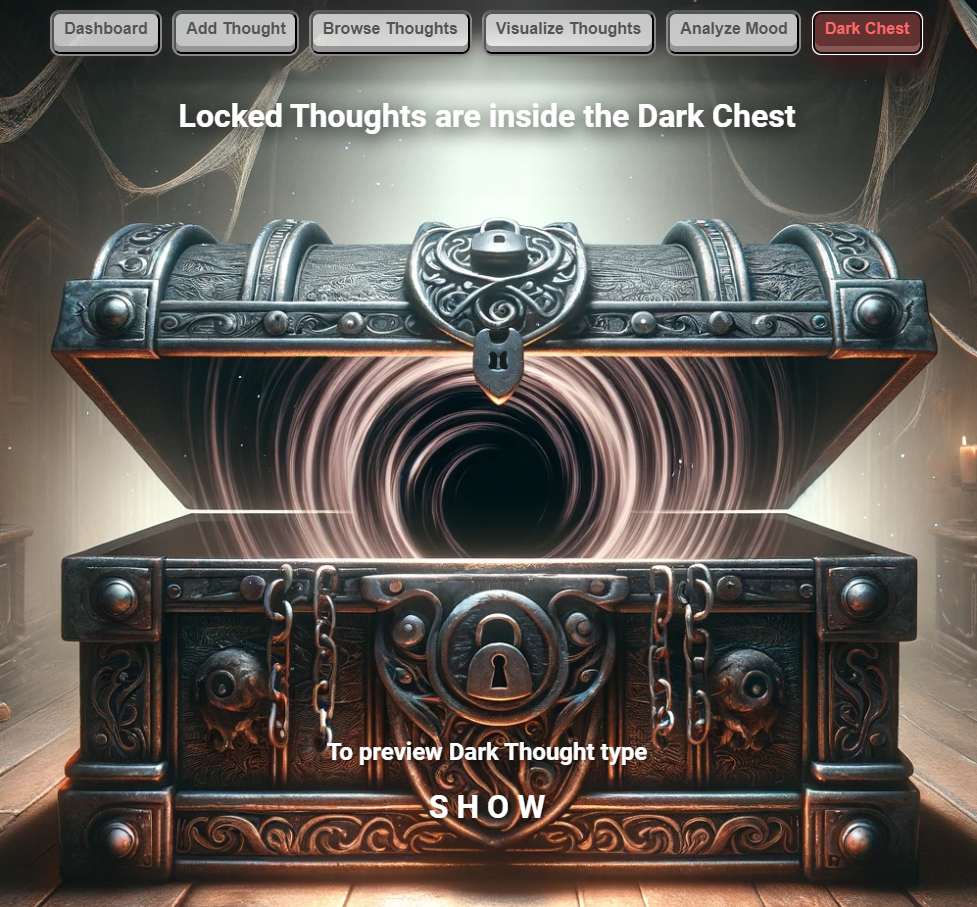 Dashboard Add Thought Browse Thoughts Visualize Thoughts Analyze Mood Dark Chest
Locked Thoughts are inside the Dark Chest
To preview Dark Thought type
S H O W